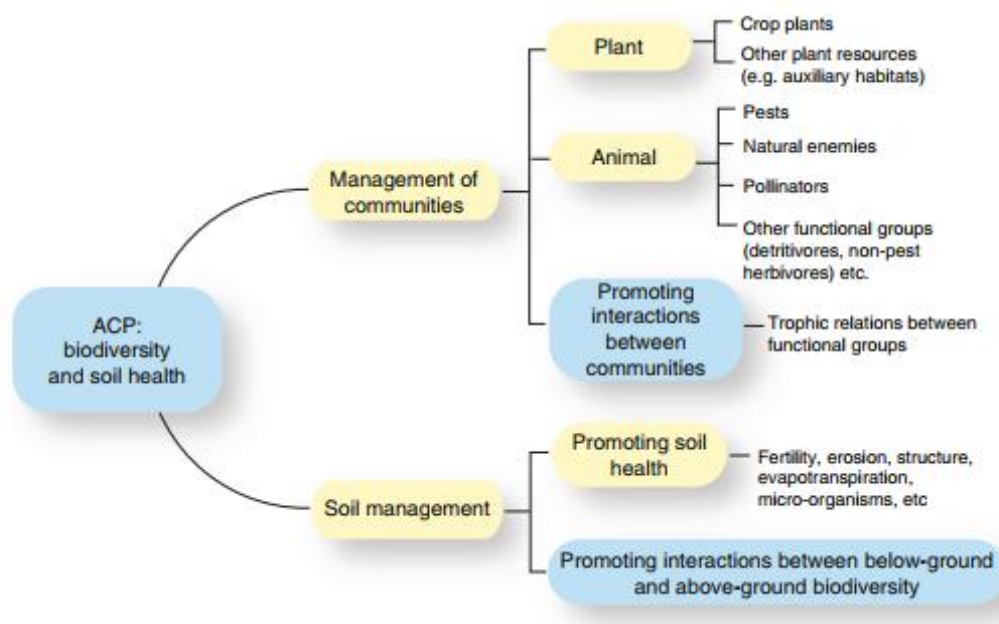 Plant
Crop plants
Other plant resources
(e.g. auxiliary habitats)
Animal
Pests
Natural enemies
Pollinators
Other functional groups
(detritivores, non-pest
herbivores) etc.
Management of
communities
Promoting
interactions
between
communities
Trophic relations between
functional groups
ACP:
biodiversity
and soil health
Promoting soil
health
Fertility, erosion, structure,
evapotranspiration,
micro-organisms, etc
Soil management
Promoting interactions between below-ground
and above-ground biodiversity